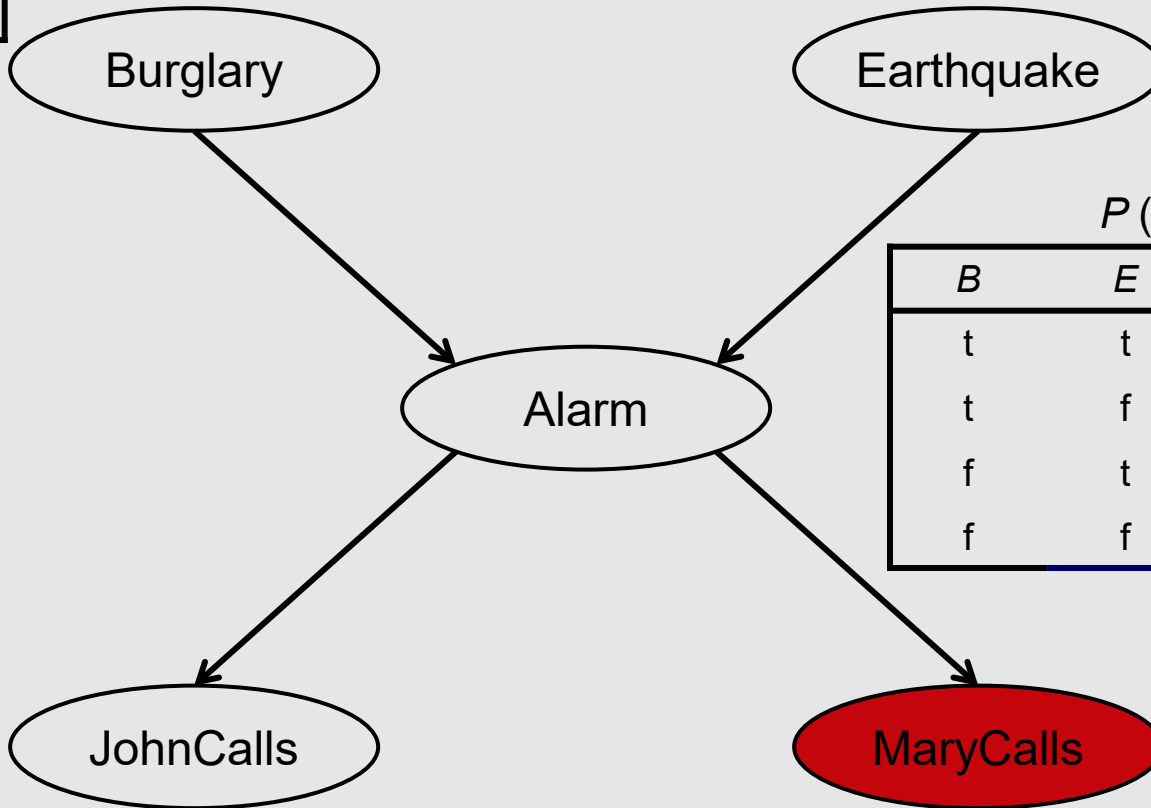 Burglary
Earthquake
P (
B E
t t
Alarm
t f
f t
f f
JohnCalls
MaryCalls